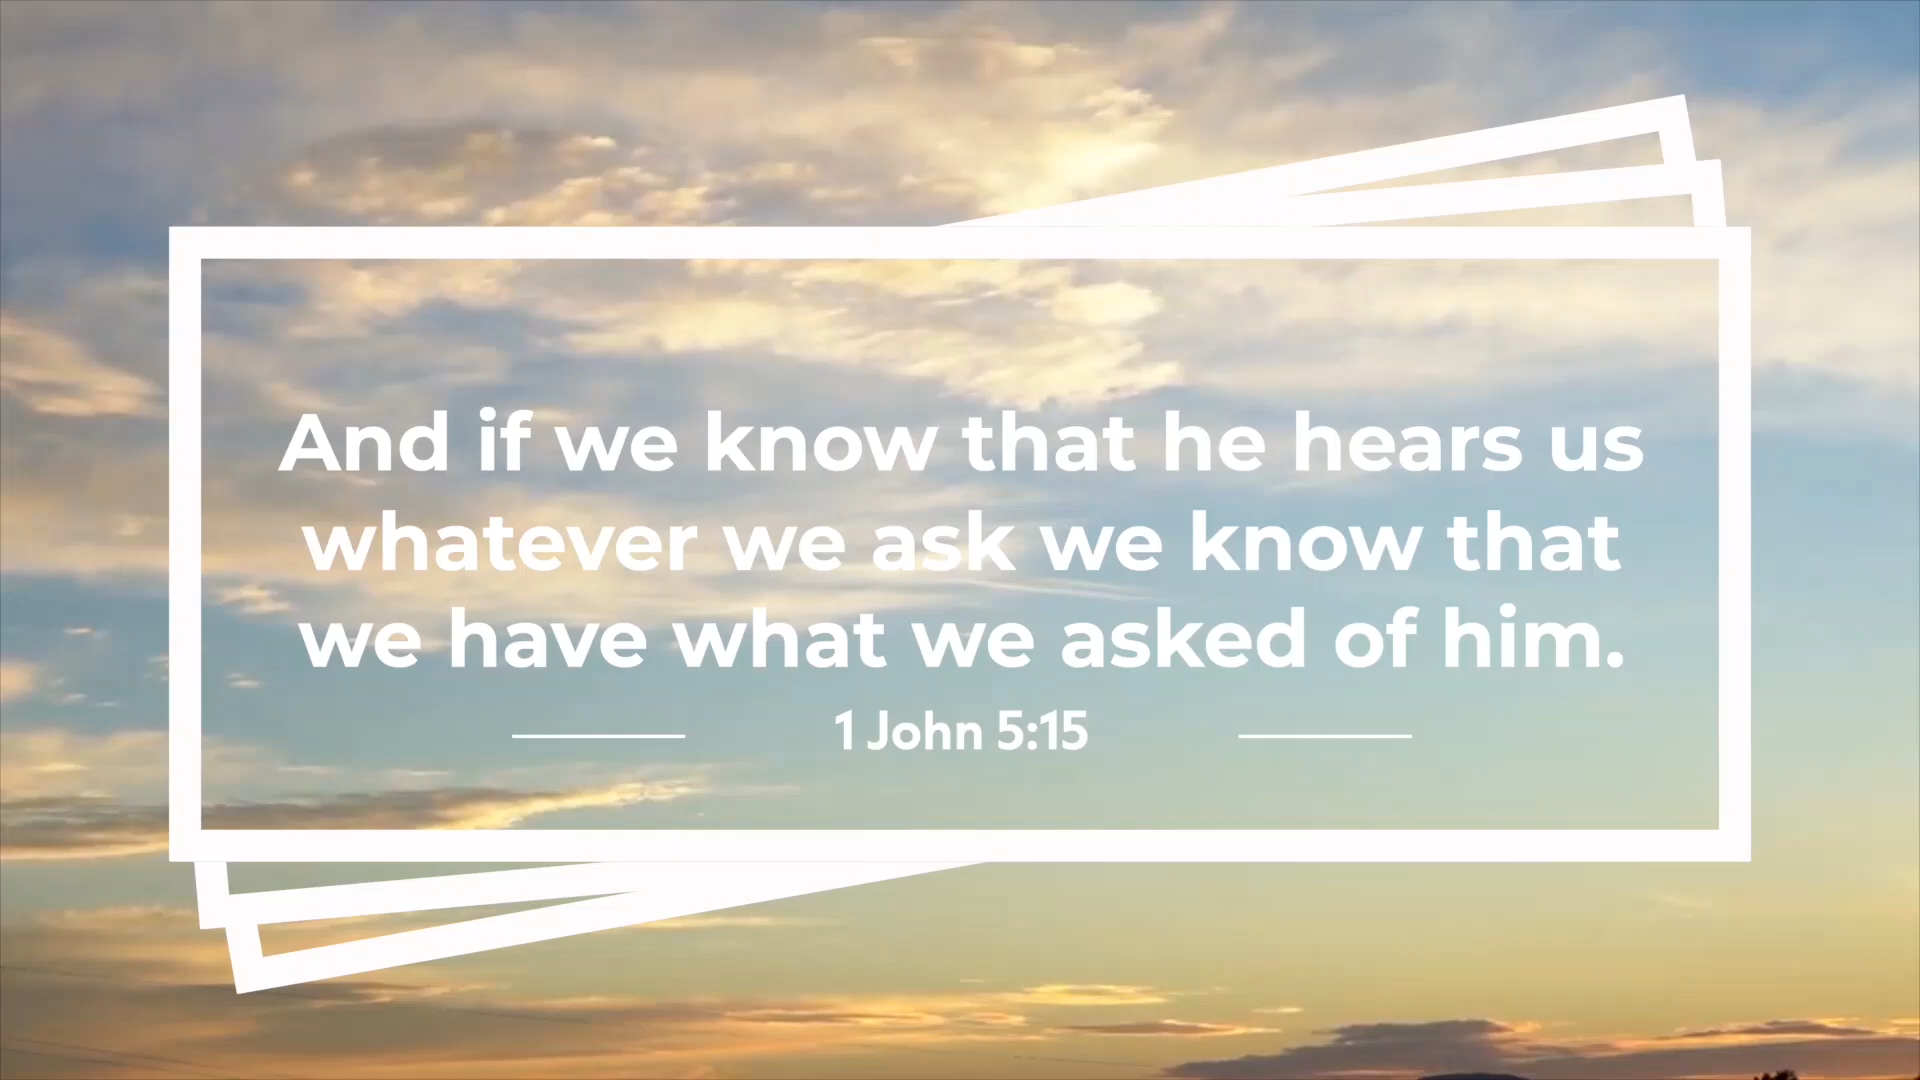 And if we know that he hears us
whatever we ask we know that
we have what we asked of him.
1 John 5:15